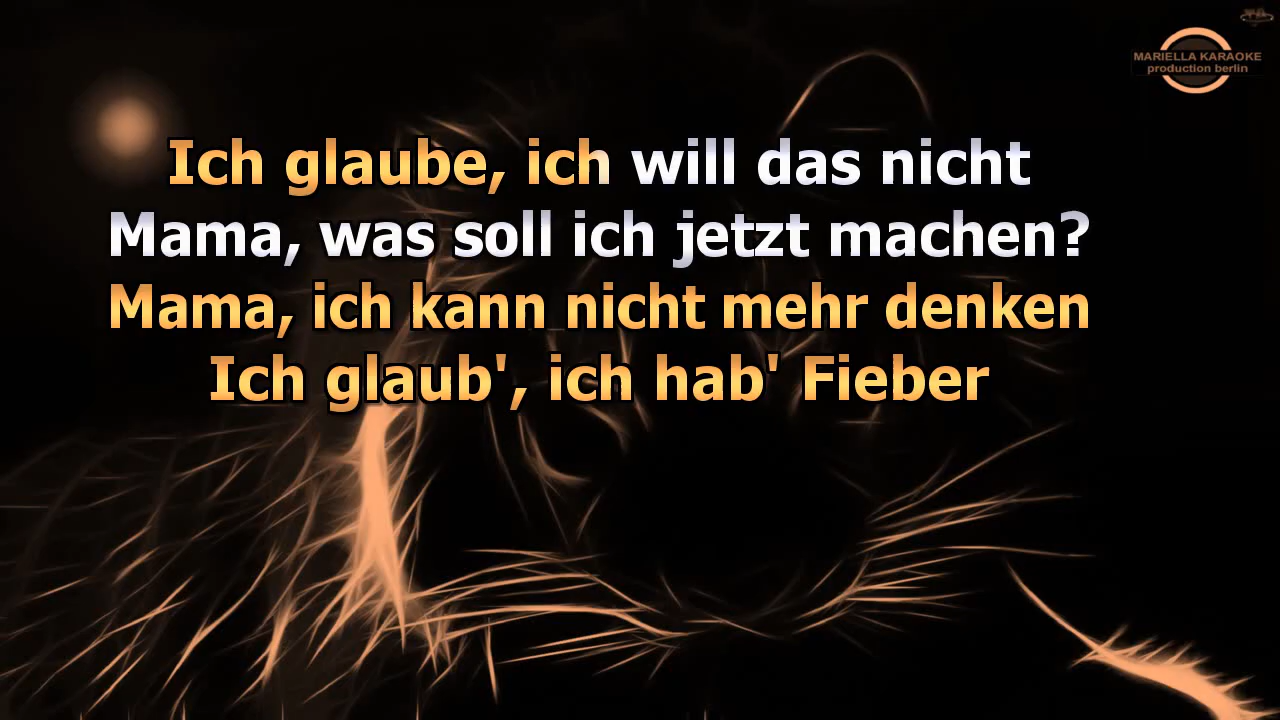 MARIELLA KARAOKE
production berlin
Ich glaube, ich will das nicht
Mama, was soll ich jetzt machen?
Mama, ich kann nicht mehr denken
Ich glaub', ich hab' Fieber